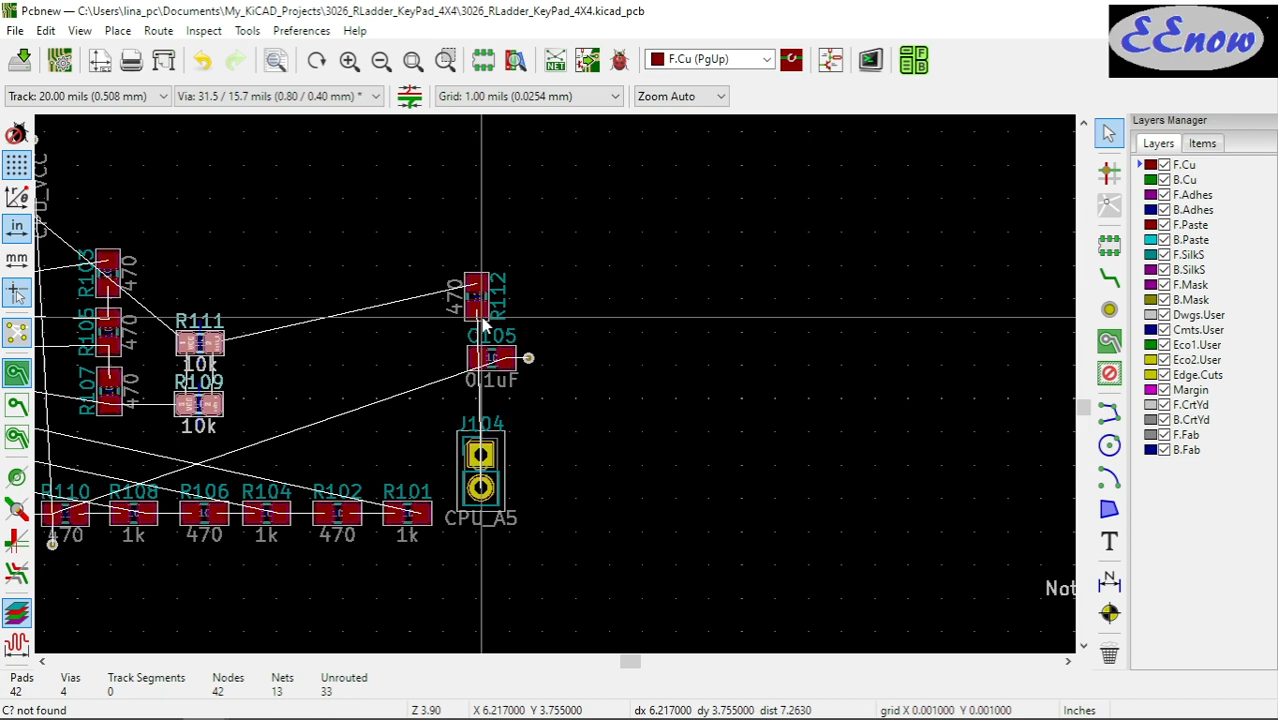 Pcbnew — C:\Users\lina_pc\Documents\My_KiCAD_Projects\3026_RLadder_KeyPad_4X4\3026_RLadder_KeyPad_4X4.kicad_pcb
EEnow
File Edit View Place Route Inspect Tools Preferences Help
NET
F.Cu (PgUp)
Track: 20.00 mils (0.508 mm)
Via: 31.5 / 15.7 mils (0.80 / 0.40 mm) *
Grid: 1.00 mils (0.0254 mm)
Zoom Auto
in
mm
CPU_VCC
R103
470
R105
470
R107
470
R111
10k
R109
10k
470
R112
C105
0.1uF
J104
CPU_A5
R110 R108 R106 R104 R102 R101
470 1k 470 1k 470 1k
Not
Layers Manager
Layers Items
F.Cu
B.Cu
F.Adhes
B.Adhes
F.Paste
B.Paste
F.SilkS
B.SilkS
F.Mask
B.Mask
Dwgs.User
Cmts.User
Eco1.User
Eco2.User
Edge.Cuts
Margin
F.CrtYd
B.CrtYd
F.Fab
B.Fab
Pads Vias Track Segments Nodes Nets Unrouted
42 4 0 42 13 33
C? not found
Z 3.90
X 6.217000 Y 3.755000
dx 6.217000 dy 3.755000 dist 7.2630
grid X 0.001000 Y 0.001000
Inches